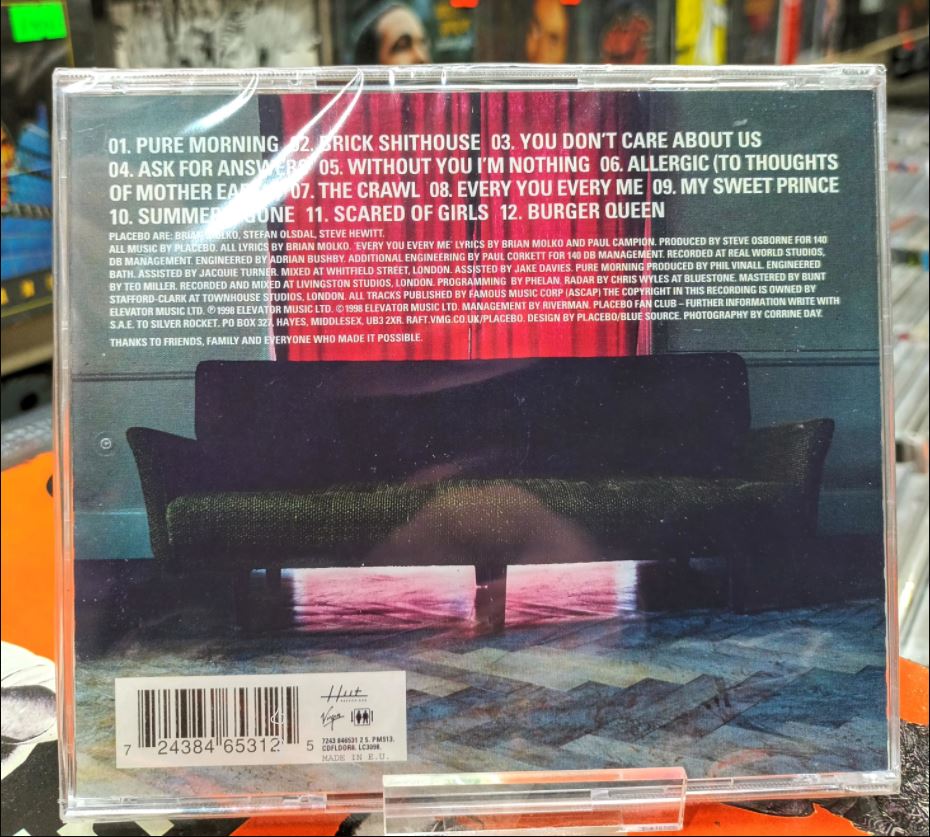 01. PURE MORNING 02. BRICK SHITHOUSE 03. YOU DON'T CARE ABOUT US
04. ASK FOR ANSWERS 05. WITHOUT YOU I'M NOTHING 06. ALLERGIC (TO THOUGHTS
OF MOTHER EARTH) 07. THE CRAWL 08. EVERY YOU EVERY ME 09. MY SWEET PRINCE
10. SUMMER'S GONE 11. SCARED OF GIRLS 12. BURGER QUEEN
PLACEBO ARE: BRIAN MOLKO, STEFAN OLSDAL, STEVE HEWITT.
ALL MUSIC BY PLACEBO. ALL LYRICS BY BRIAN MOLKO. 'EVERY YOU EVERY ME' LYRICS BY BRIAN MOLKO AND PAUL CAMPION. PRODUCED BY STEVE OSBORNE FOR 140
DB MANAGEMENT. ENGINEERED BY ADRIAN BUSHBY. ADDITIONAL ENGINEERING BY PAUL CORKETT FOR 140 DB MANAGEMENT. RECORDED AT REAL WORLD STUDIOS,
BATH. ASSISTED BY JACQUIE TURNER. MIXED AT WHITFIELD STREET, LONDON. ASSISTED BY JAKE DAVIES. PURE MORNING PRODUCED BY PHIL VINALL. ENGINEERED
BY TEO MILLER. RECORDED AND MIXED AT LIVINGSTON STUDIOS, LONDON. PROGRAMMING BY PHELAN. RADAR BY CHRIS WYLES AT BLUESTONE. MASTERED BY BUNT
STAFFORD-CLARK AT TOWNHOUSE STUDIOS, LONDON. ALL TRACKS PUBLISHED BY FAMOUS MUSIC CORP (ASCAP) THE COPYRIGHT IN THIS RECORDING IS OWNED BY
ELEVATOR MUSIC LTD. ℗1998 ELEVATOR MUSIC LTD. ©1998 ELEVATOR MUSIC LTD. MANAGEMENT BY RIVERMAN. PLACEBO FAN CLUB – FURTHER INFORMATION WRITE WITH
S.A.E. TO SILVER ROCKET. PO BOX 327, HAYES, MIDDLESEX, UB3 2XR. RAFT.VMG.CO.UK/PLACEBO. DESIGN BY PLACEBO/BLUE SOURCE. PHOTOGRAPHY BY CORRINE DAY.
THANKS TO FRIENDS, FAMILY AND EVERYONE WHO MADE IT POSSIBLE.
Hut
Virgin
7243 846531 2 5. PM513.
CDFLOOR8. LC3098.
MADE IN E.U.
7 24384 65312 5